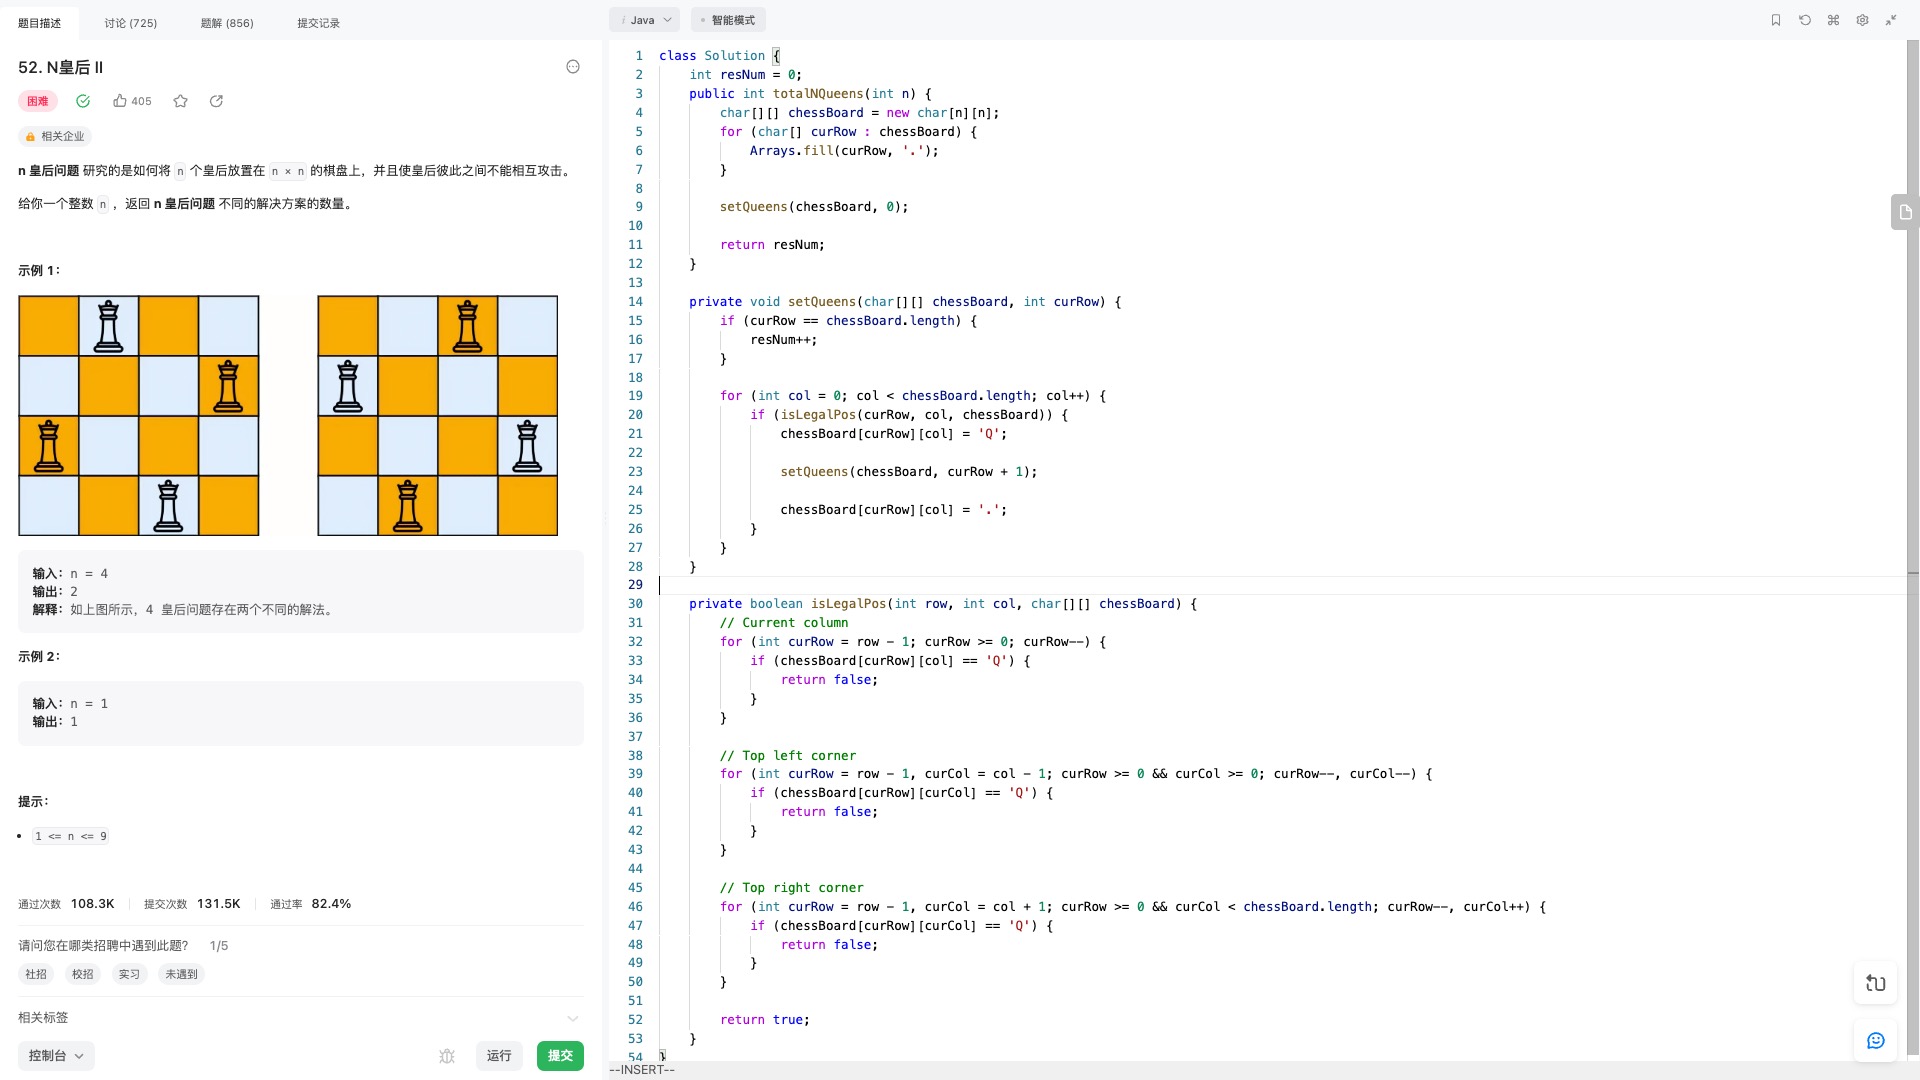 题目描述
讨论 (725)
题解 (856)
提交记录
52. N皇后 II
困难
405
相关企业
n 皇后问题 研究的是如何将 n 个皇后放置在 n × n 的棋盘上，并且使皇后彼此之间不能相互攻击。
给你一个整数 n ，返回 n 皇后问题 不同的解决方案的数量。
示例 1：
输入：n = 4
输出：2
解释：如上图所示，4 皇后问题存在两个不同的解法。
示例 2：
输入：n = 1
输出：1
提示：
1 <= n <= 9
通过次数 108.3K 提交次数 131.5K 通过率 82.4%
请问您在哪类招聘中遇到此题？ 1/5
社招 校招 实习 未遇到
相关标签
控制台 运行 提交
i Java 智能模式
1 class Solution {
2     int resNum = 0;
3     public int totalNQueens(int n) {
4         char[][] chessBoard = new char[n][n];
5         for (char[] curRow : chessBoard) {
6             Arrays.fill(curRow, '.');
7         }
8
9         setQueens(chessBoard, 0);
10
11         return resNum;
12     }
13
14     private void setQueens(char[][] chessBoard, int curRow) {
15         if (curRow == chessBoard.length) {
16             resNum++;
17         }
18
19         for (int col = 0; col < chessBoard.length; col++) {
20             if (isLegalPos(curRow, col, chessBoard)) {
21                 chessBoard[curRow][col] = 'Q';
22
23                 setQueens(chessBoard, curRow + 1);
24
25                 chessBoard[curRow][col] = '.';
26             }
27         }
28     }
29
30     private boolean isLegalPos(int row, int col, char[][] chessBoard) {
31         // Current column
32         for (int curRow = row - 1; curRow >= 0; curRow--) {
33             if (chessBoard[curRow][col] == 'Q') {
34                 return false;
35             }
36         }
37
38         // Top left corner
39         for (int curRow = row - 1, curCol = col - 1; curRow >= 0 && curCol >= 0; curRow--, curCol--) {
40             if (chessBoard[curRow][curCol] == 'Q') {
41                 return false;
42             }
43         }
44
45         // Top right corner
46         for (int curRow = row - 1, curCol = col + 1; curRow >= 0 && curCol < chessBoard.length; curRow--, curCol++) {
47             if (chessBoard[curRow][curCol] == 'Q') {
48                 return false;
49             }
50         }
51
52         return true;
53     }
54 }
--INSERT--